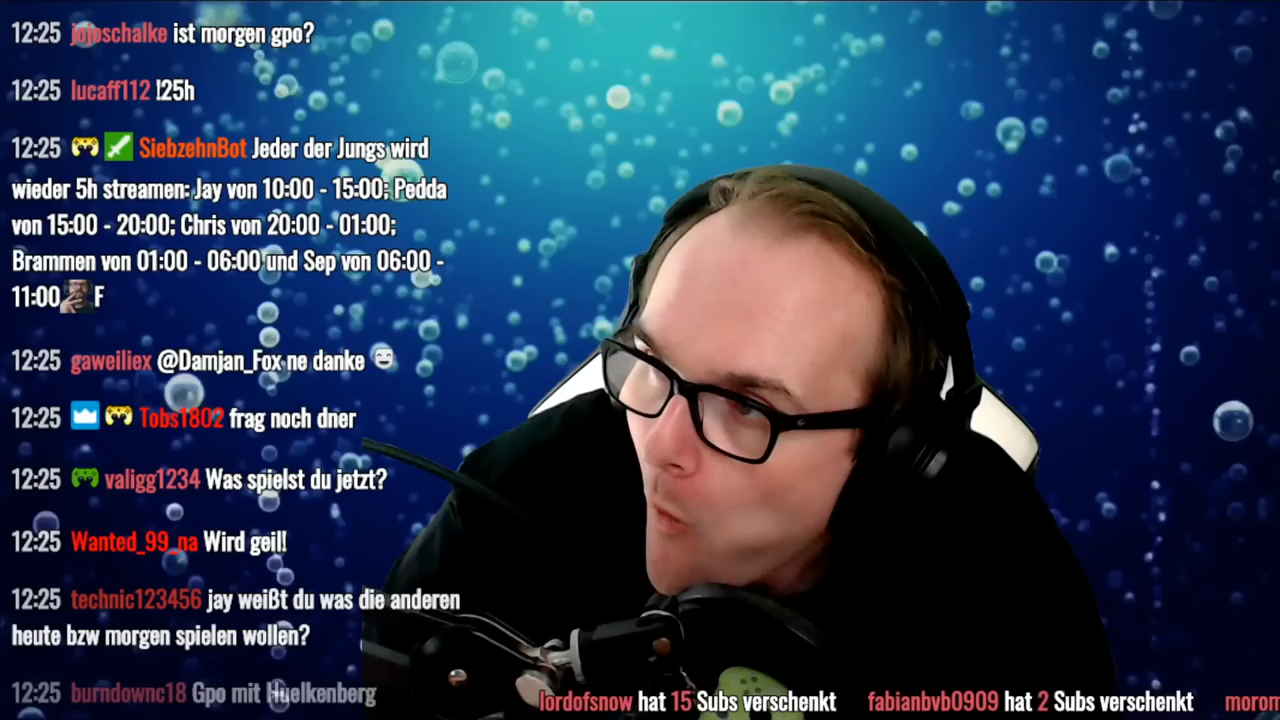 12:25 jojoschalke ist morgen gpo?
12:25 lucaff112 !25h
12:25 SiebzehnBot Jeder der Jungs wird
wieder 5h streamen: Jay von 10:00 - 15:00; Pedda
von 15:00 - 20:00; Chris von 20:00 - 01:00;
Brammen von 01:00 - 06:00 und Sep von 06:00 -
11:00 F
12:25 gaweiliex @Damjan_Fox ne danke
12:25 Tobs1802 frag noch dner
12:25 valigg1234 Was spielst du jetzt?
12:25 Wanted_99_na Wird geil!
12:25 technic123456 jay weißt du was die anderen
heute bzw morgen spielen wollen?
12:25 burndownc18 Gpo mit Huelkenberg
lordofsnow hat 15 Subs verschenkt fabianbvb0909 hat 2 Subs verschenkt moron